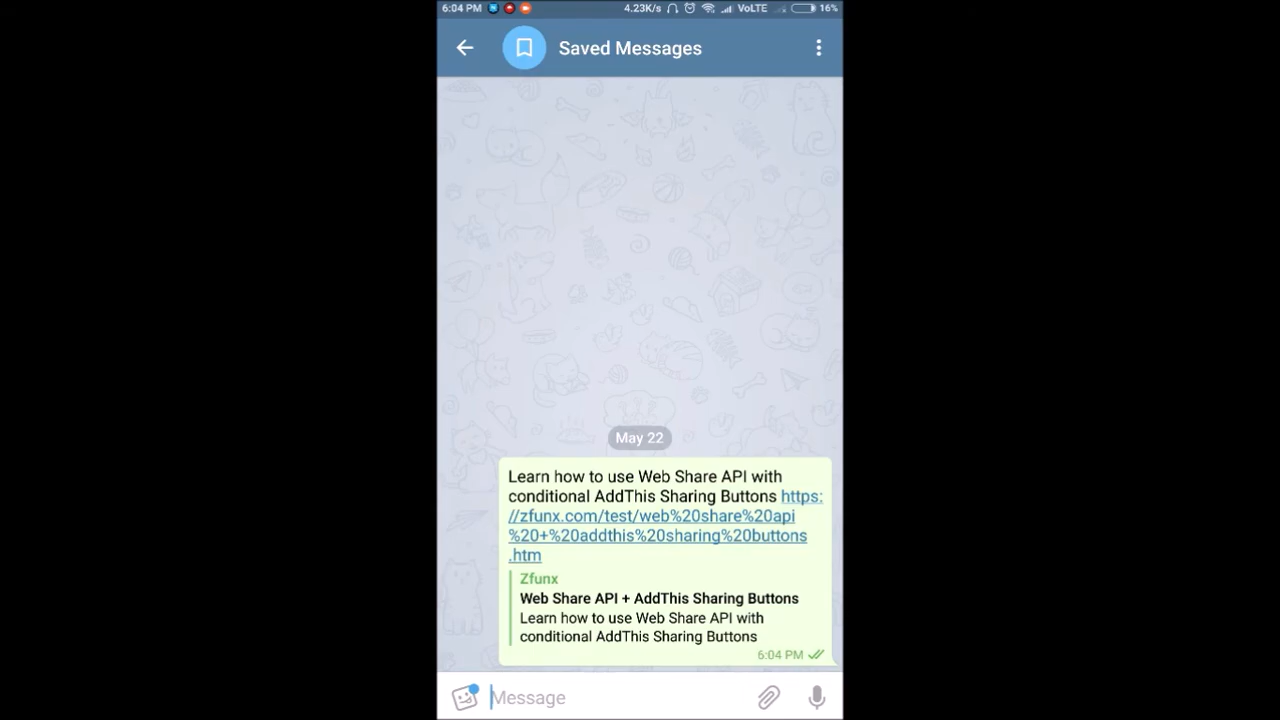 6:04 PM 4.23K/s VoLTE 16%
Saved Messages
May 22
Learn how to use Web Share API with
conditional AddThis Sharing Buttons https:
//zfunx.com/test/web%20share%20api
%20+%20addthis%20sharing%20buttons
.htm
Zfunx
Web Share API + AddThis Sharing Buttons
Learn how to use Web Share API with
conditional AddThis Sharing Buttons
6:04 PM
Message